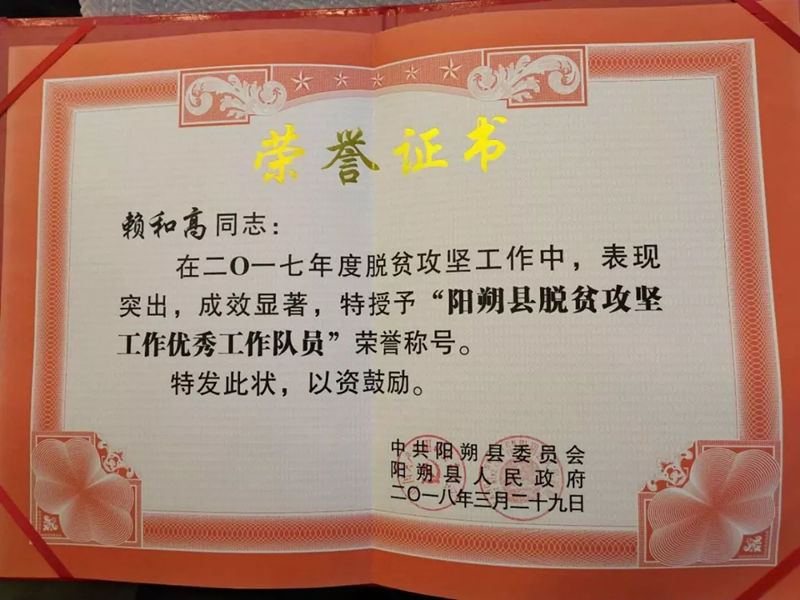 荣誉证书
赖和高同志：
在二〇一七年度脱贫攻坚工作中，表现
突出，成效显著，特授予“阳朔县脱贫攻坚
工作优秀工作队员”荣誉称号。
特发此状，以资鼓励。
中共阳朔县委员会
阳朔县人民政府
二〇一八年三月二十九日